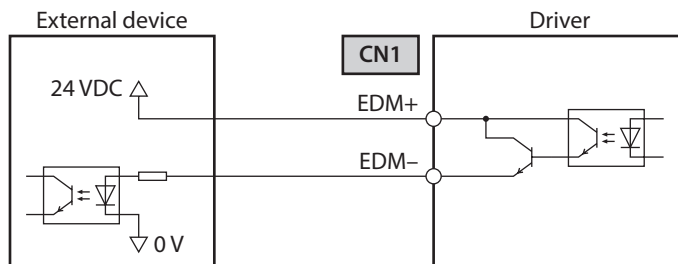 External device
Driver
CN1
24 VDC
EDM+
EDM–
0 V